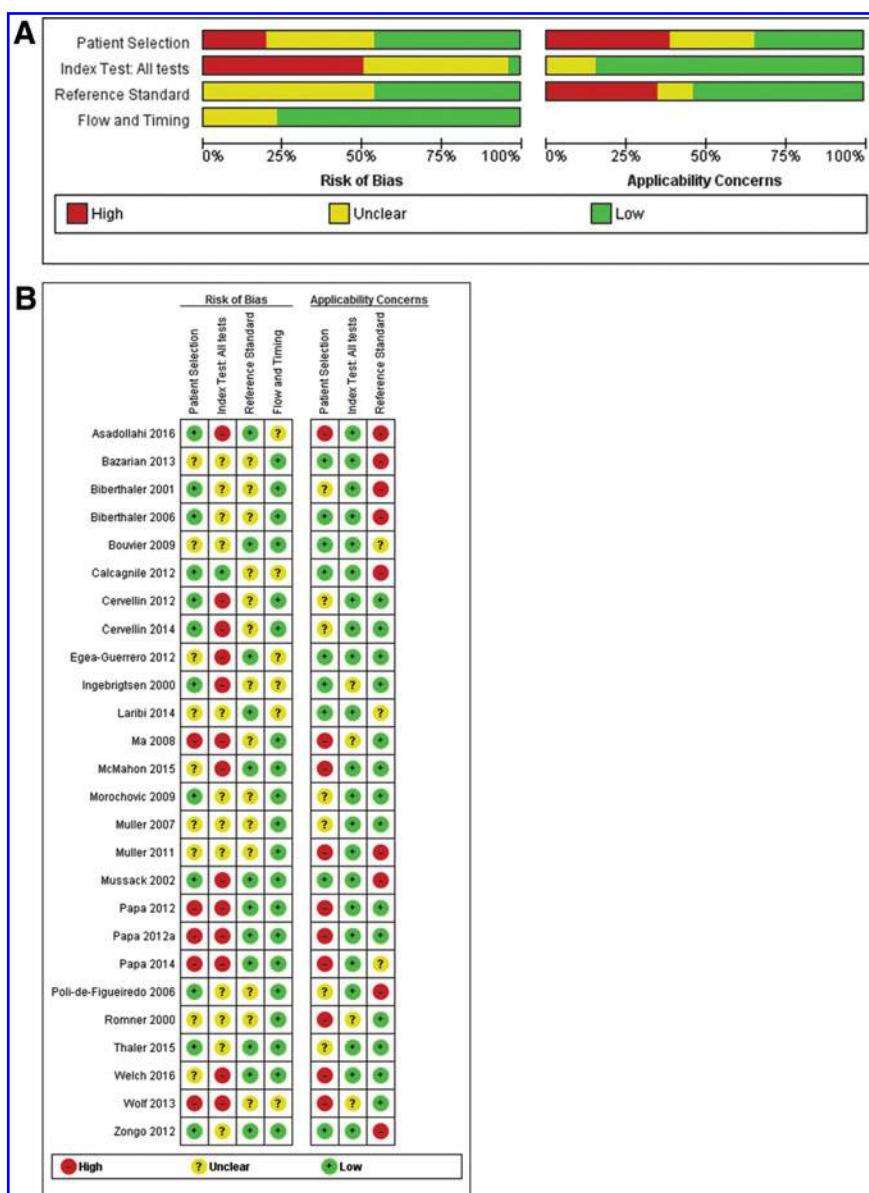 A
Patient Selection
Index Test: All tests
Reference Standard
Flow and Timing
0% 25% 50% 75% 100% 0% 25% 50% 75% 100%
Risk of Bias Applicability Concerns
High Unclear Low
B
Risk of Bias Applicability Concerns
Patient Selection Index Test: All tests Reference Standard Flow and Timing Patient Selection Index Test: All tests Reference Standard
Asadollahi 2016 + - + ? - + -
Bazarian 2013 ? ? ? + + + -
Biberthaler 2001 + ? ? + ? + -
Biberthaler 2006 + ? ? + + + -
Bouvier 2009 ? ? + + + + ?
Calcagnile 2012 + + ? ? + + -
Cervellin 2012 + - ? + ? + +
Cervellin 2014 + - ? + ? + +
Egea-Guerrero 2012 ? - + ? + + +
Ingebrigtsen 2000 + - ? ? + ? +
Laribi 2014 ? ? + ? + + ?
Ma 2008 - - ? + - ? +
McMahon 2015 ? - + + - + +
Morochovic 2009 + ? ? + ? + +
Muller 2007 ? ? ? + ? + +
Muller 2011 ? ? ? + - + -
Mussack 2002 + - + + + + -
Papa 2012 - - + + - + +
Papa 2012a - - + + - + +
Papa 2014 - - + + - + ?
Poli-de-Figueiredo 2006 + ? ? + ? + -
Romner 2000 ? ? ? + - ? +
Thaler 2015 + ? + + ? + +
Welch 2016 ? - + + - + +
Wolf 2013 - - ? ? - ? +
Zongo 2012 + ? + + + + -
- High ? Unclear + Low